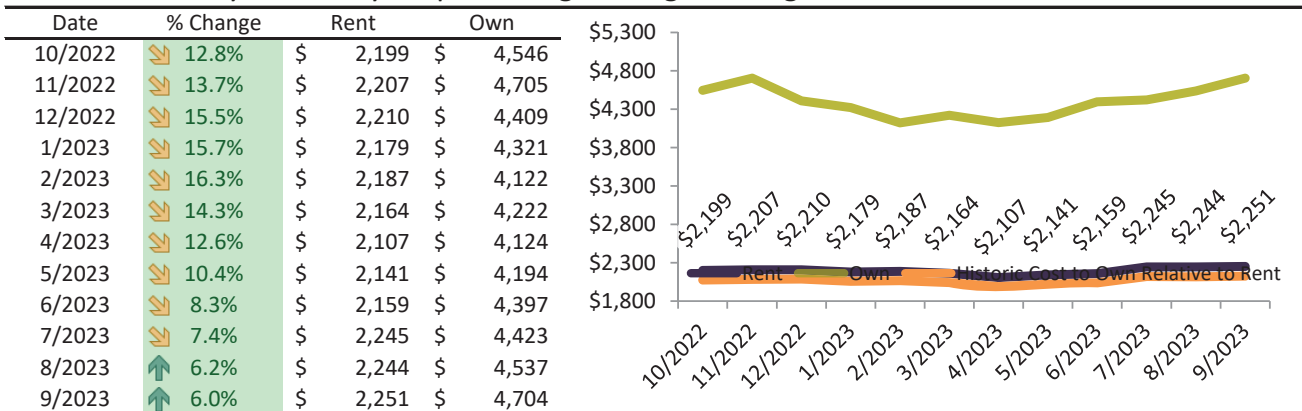 Date % Change Rent Own
10/2022 12.8% $ 2,199 $ 4,546
11/2022 13.7% $ 2,207 $ 4,705
12/2022 15.5% $ 2,210 $ 4,409
1/2023 15.7% $ 2,179 $ 4,321
2/2023 16.3% $ 2,187 $ 4,122
3/2023 14.3% $ 2,164 $ 4,222
4/2023 12.6% $ 2,107 $ 4,124
5/2023 10.4% $ 2,141 $ 4,194
6/2023 8.3% $ 2,159 $ 4,397
7/2023 7.4% $ 2,245 $ 4,423
8/2023 6.2% $ 2,244 $ 4,537
9/2023 6.0% $ 2,251 $ 4,704
$5,300
$4,800
$4,300
$3,800
$3,300
$2,800
$2,300
$1,800
$2,199 $2,207 $2,210 $2,179 $2,187 $2,164 $2,107 $2,141 $2,159 $2,245 $2,244 $2,251
Rent Own Historic Cost to Own Relative to Rent
10/2022 11/2022 12/2022 1/2023 2/2023 3/2023 4/2023 5/2023 6/2023 7/2023 8/2023 9/2023